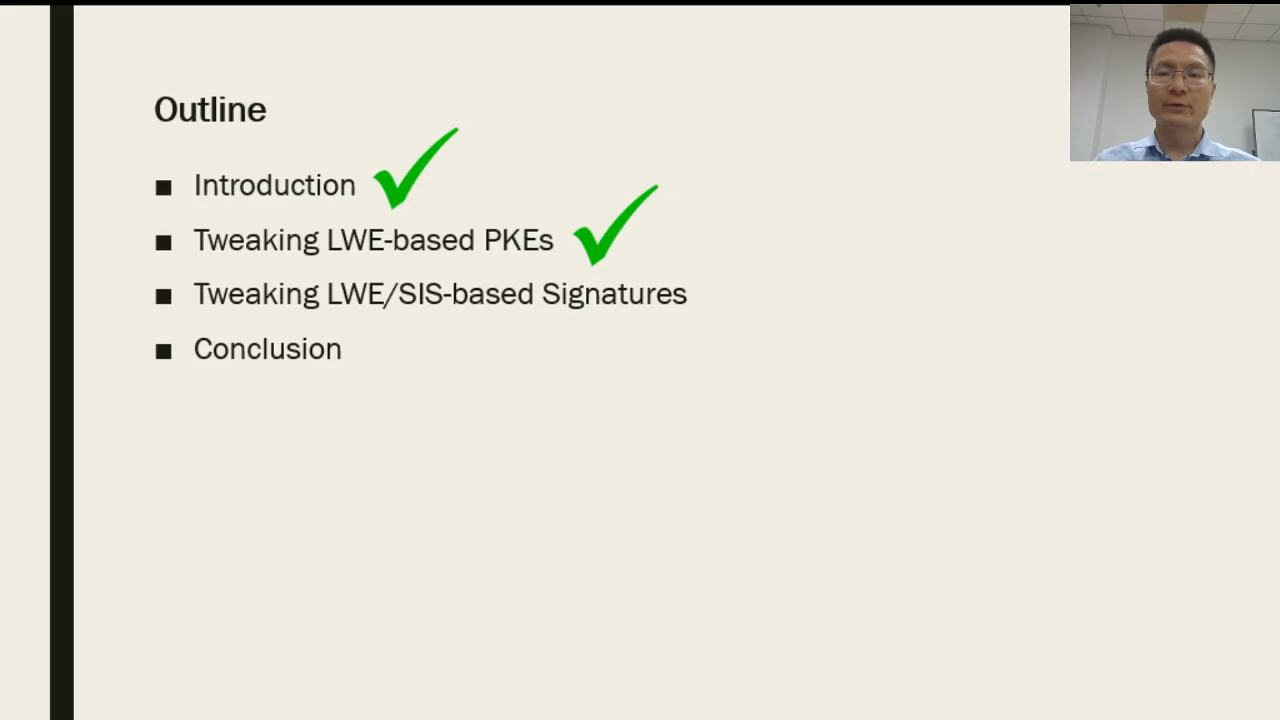 Outline
Introduction
Tweaking LWE-based PKEs
Tweaking LWE/SIS-based Signatures
Conclusion